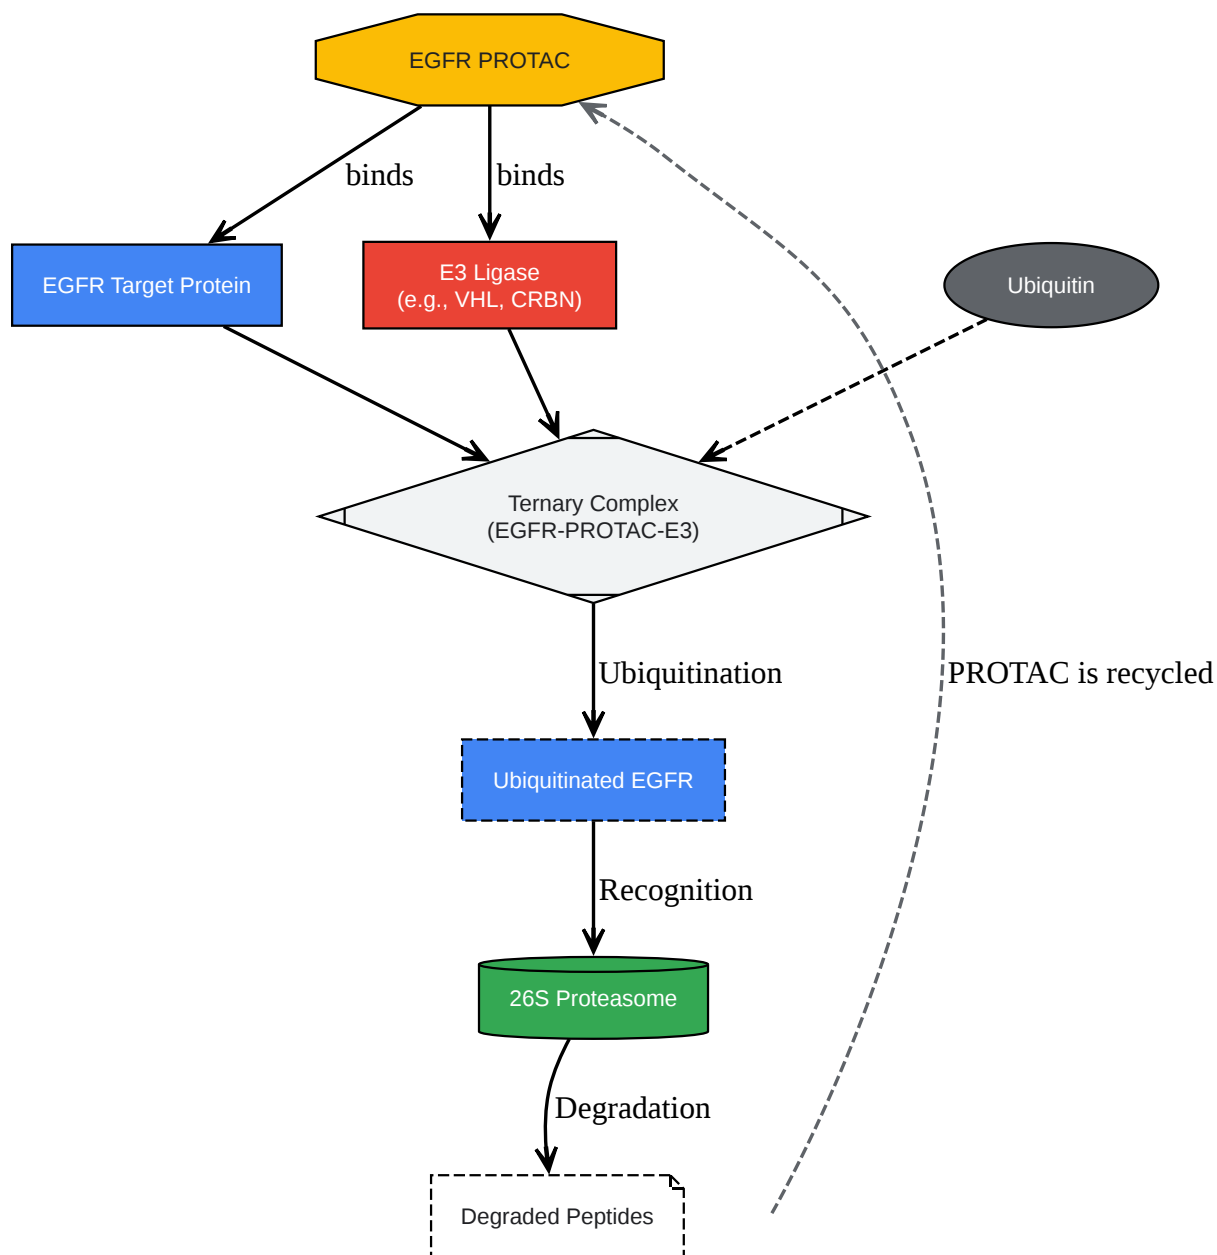 EGFR PROTAC
binds
binds
EGFR Target Protein
E3 Ligase
(e.g., VHL, CRBN)
Ubiquitin
Ternary Complex
(EGFR-PROTAC-E3)
Ubiquitination
PROTAC is recycled
Ubiquitinated EGFR
Recognition
26S Proteasome
Degradation
Degraded Peptides